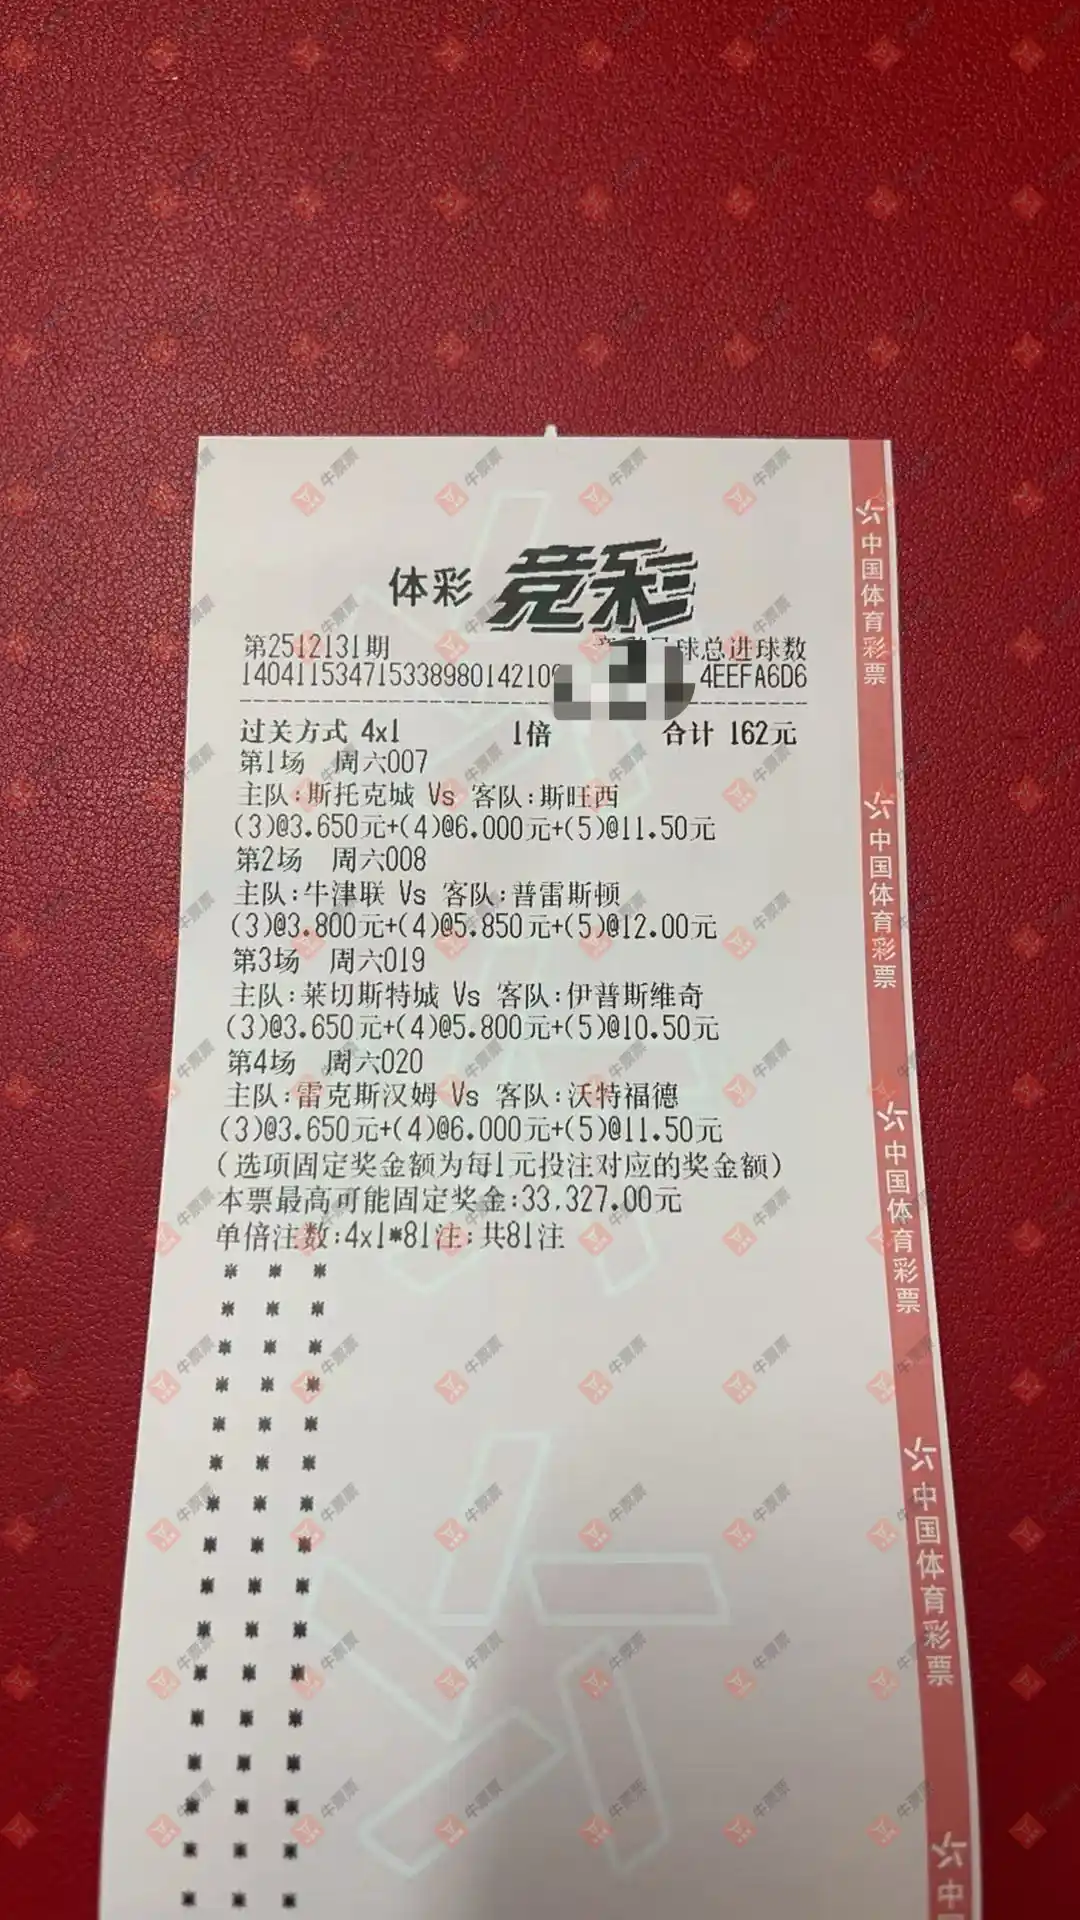 体彩 竞彩
第2512131期 球总进球数
14041153471533898014210 4EEFA6D6
过关方式 4x1 1倍 合计 162元
第1场 周六007
主队:斯托克城 Vs 客队:斯旺西
(3)@3.650元+(4)@6.000元+(5)@11.50元
第2场 周六008
主队:牛津联 Vs 客队:普雷斯顿
(3)@3.800元+(4)@5.850元+(5)@12.00元
第3场 周六019
主队:莱切斯特城 Vs 客队:伊普斯维奇
(3)@3.650元+(4)@5.800元+(5)@10.50元
第4场 周六020
主队:雷克斯汉姆 Vs 客队:沃特福德
(3)@3.650元+(4)@6.000元+(5)@11.50元
(选项固定奖金额为每1元投注对应的奖金额)
本票最高可能固定奖金:33,327.00元
单倍注数:4x1*81注;共81注
中国体育彩票
中国体育彩票
中国体育彩票
中国体育彩票
中
牛票票